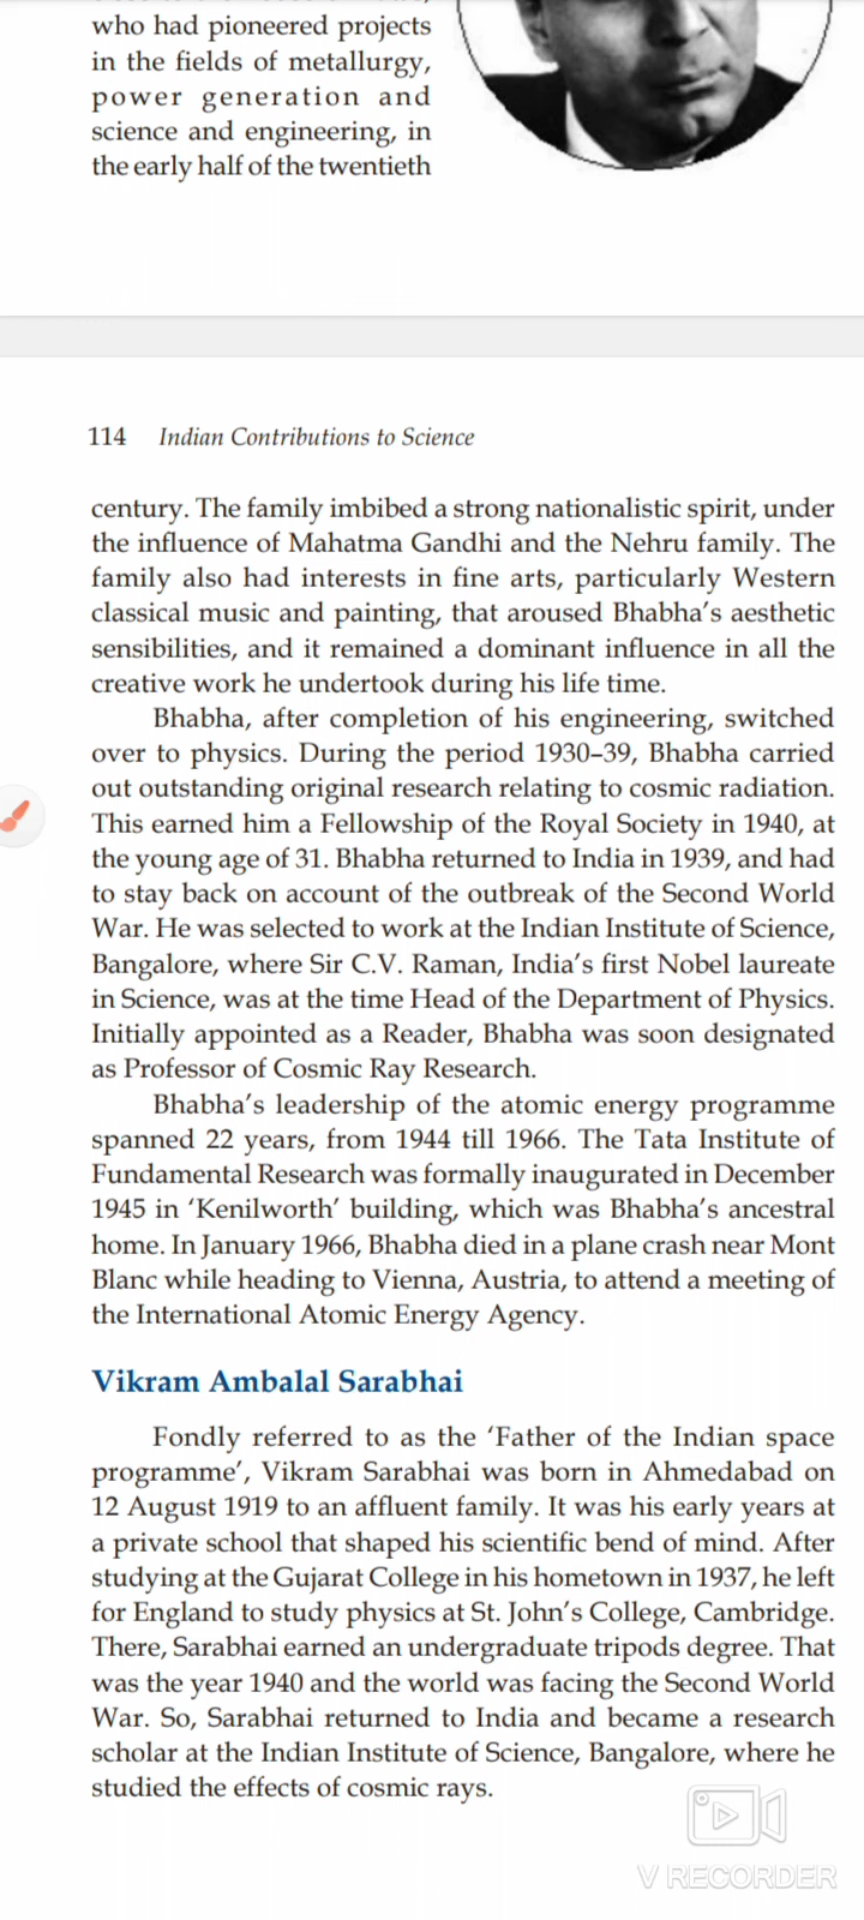 who had pioneered projects
in the fields of metallurgy,
power generation and
science and engineering, in
the early half of the twentieth
114 Indian Contributions to Science
century. The family imbibed a strong nationalistic spirit, under
the influence of Mahatma Gandhi and the Nehru family. The
family also had interests in fine arts, particularly Western
classical music and painting, that aroused Bhabha's aesthetic
sensibilities, and it remained a dominant influence in all the
creative work he undertook during his life time.
Bhabha, after completion of his engineering, switched
over to physics. During the period 1930–39, Bhabha carried
out outstanding original research relating to cosmic radiation.
This earned him a Fellowship of the Royal Society in 1940, at
the young age of 31. Bhabha returned to India in 1939, and had
to stay back on account of the outbreak of the Second World
War. He was selected to work at the Indian Institute of Science,
Bangalore, where Sir C.V. Raman, India's first Nobel laureate
in Science, was at the time Head of the Department of Physics.
Initially appointed as a Reader, Bhabha was soon designated
as Professor of Cosmic Ray Research.
Bhabha's leadership of the atomic energy programme
spanned 22 years, from 1944 till 1966. The Tata Institute of
Fundamental Research was formally inaugurated in December
1945 in 'Kenilworth' building, which was Bhabha's ancestral
home. In January 1966, Bhabha died in a plane crash near Mont
Blanc while heading to Vienna, Austria, to attend a meeting of
the International Atomic Energy Agency.
Vikram Ambalal Sarabhai
Fondly referred to as the 'Father of the Indian space
programme', Vikram Sarabhai was born in Ahmedabad on
12 August 1919 to an affluent family. It was his early years at
a private school that shaped his scientific bend of mind. After
studying at the Gujarat College in his hometown in 1937, he left
for England to study physics at St. John's College, Cambridge.
There, Sarabhai earned an undergraduate tripods degree. That
was the year 1940 and the world was facing the Second World
War. So, Sarabhai returned to India and became a research
scholar at the Indian Institute of Science, Bangalore, where he
studied the effects of cosmic rays.
V RECORDER